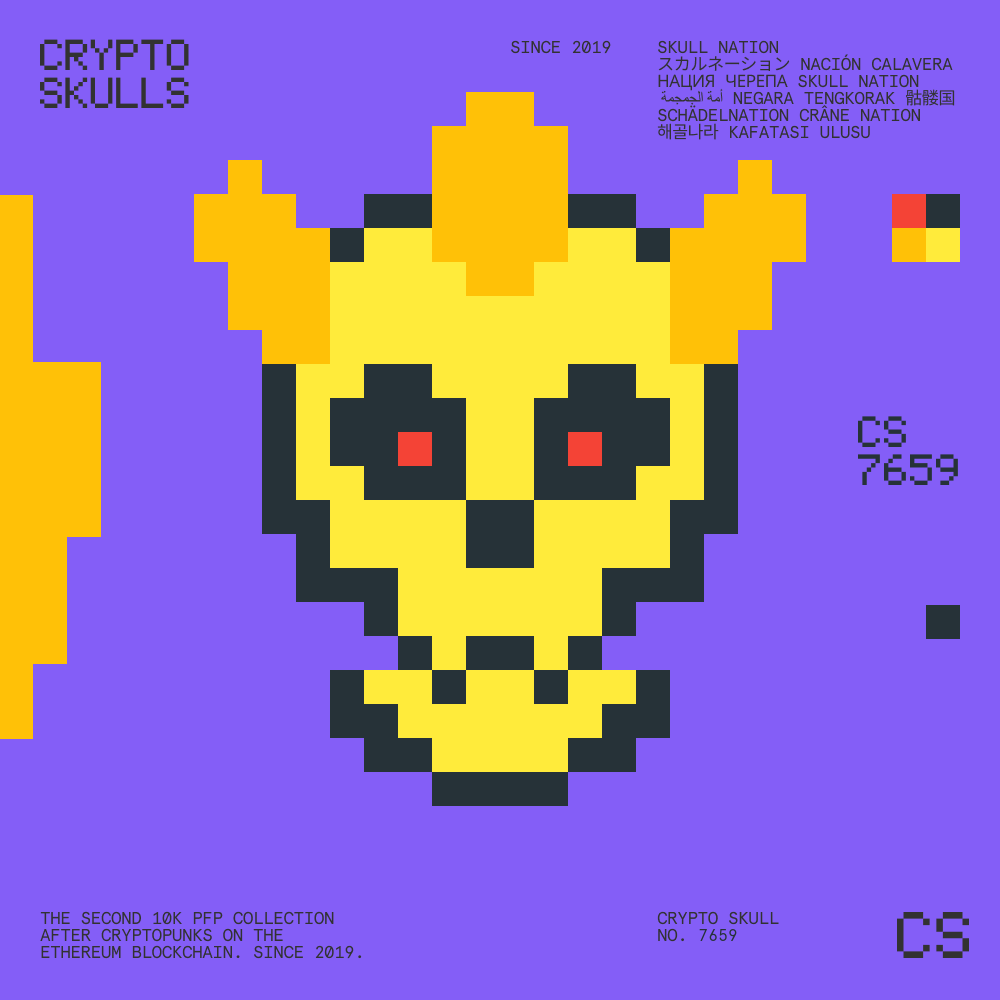 CRYPTO
SKULLS
SINCE 2019
SKULL NATION
スカルネーション NACIÓN CALAVERA
НАЦИЯ ЧЕРЕПА SKULL NATION
أمة الجمجمة NEGARA TENGKORAK 骷髅国
SCHÄDELNATION CRÂNE NATION
해골나라 KAFATASI ULUSU
CS
7659
THE SECOND 10K PFP COLLECTION
AFTER CRYPTOPUNKS ON THE
ETHEREUM BLOCKCHAIN. SINCE 2019.
CRYPTO SKULL
NO. 7659
CS